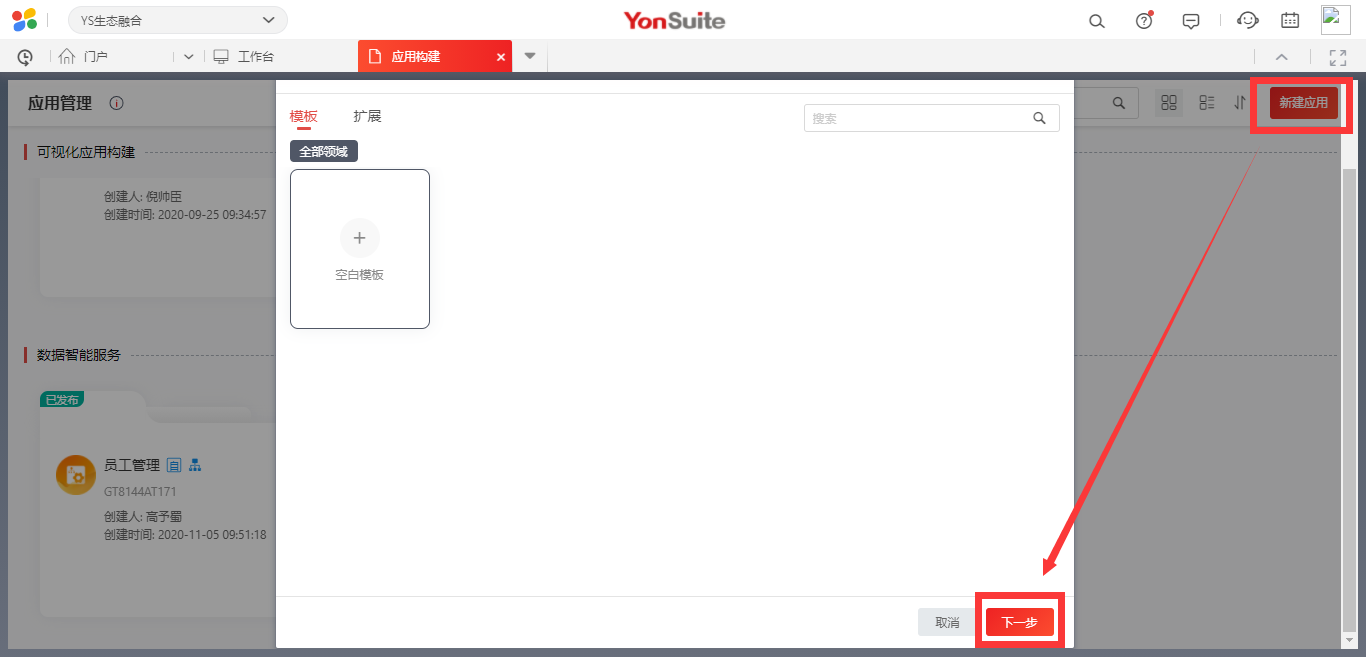 YS生态融合
YonSuite
门户
工作台
应用构建
应用管理
新建应用
模板
扩展
搜索
全部领域
空白模板
可视化应用构建
创建人: 倪帅臣
创建时间: 2020-09-25 09:34:57
数据智能服务
已发布
员工管理
GT8144AT171
创建人: 高予蜀
创建时间: 2020-11-05 09:51:18
取消
下一步